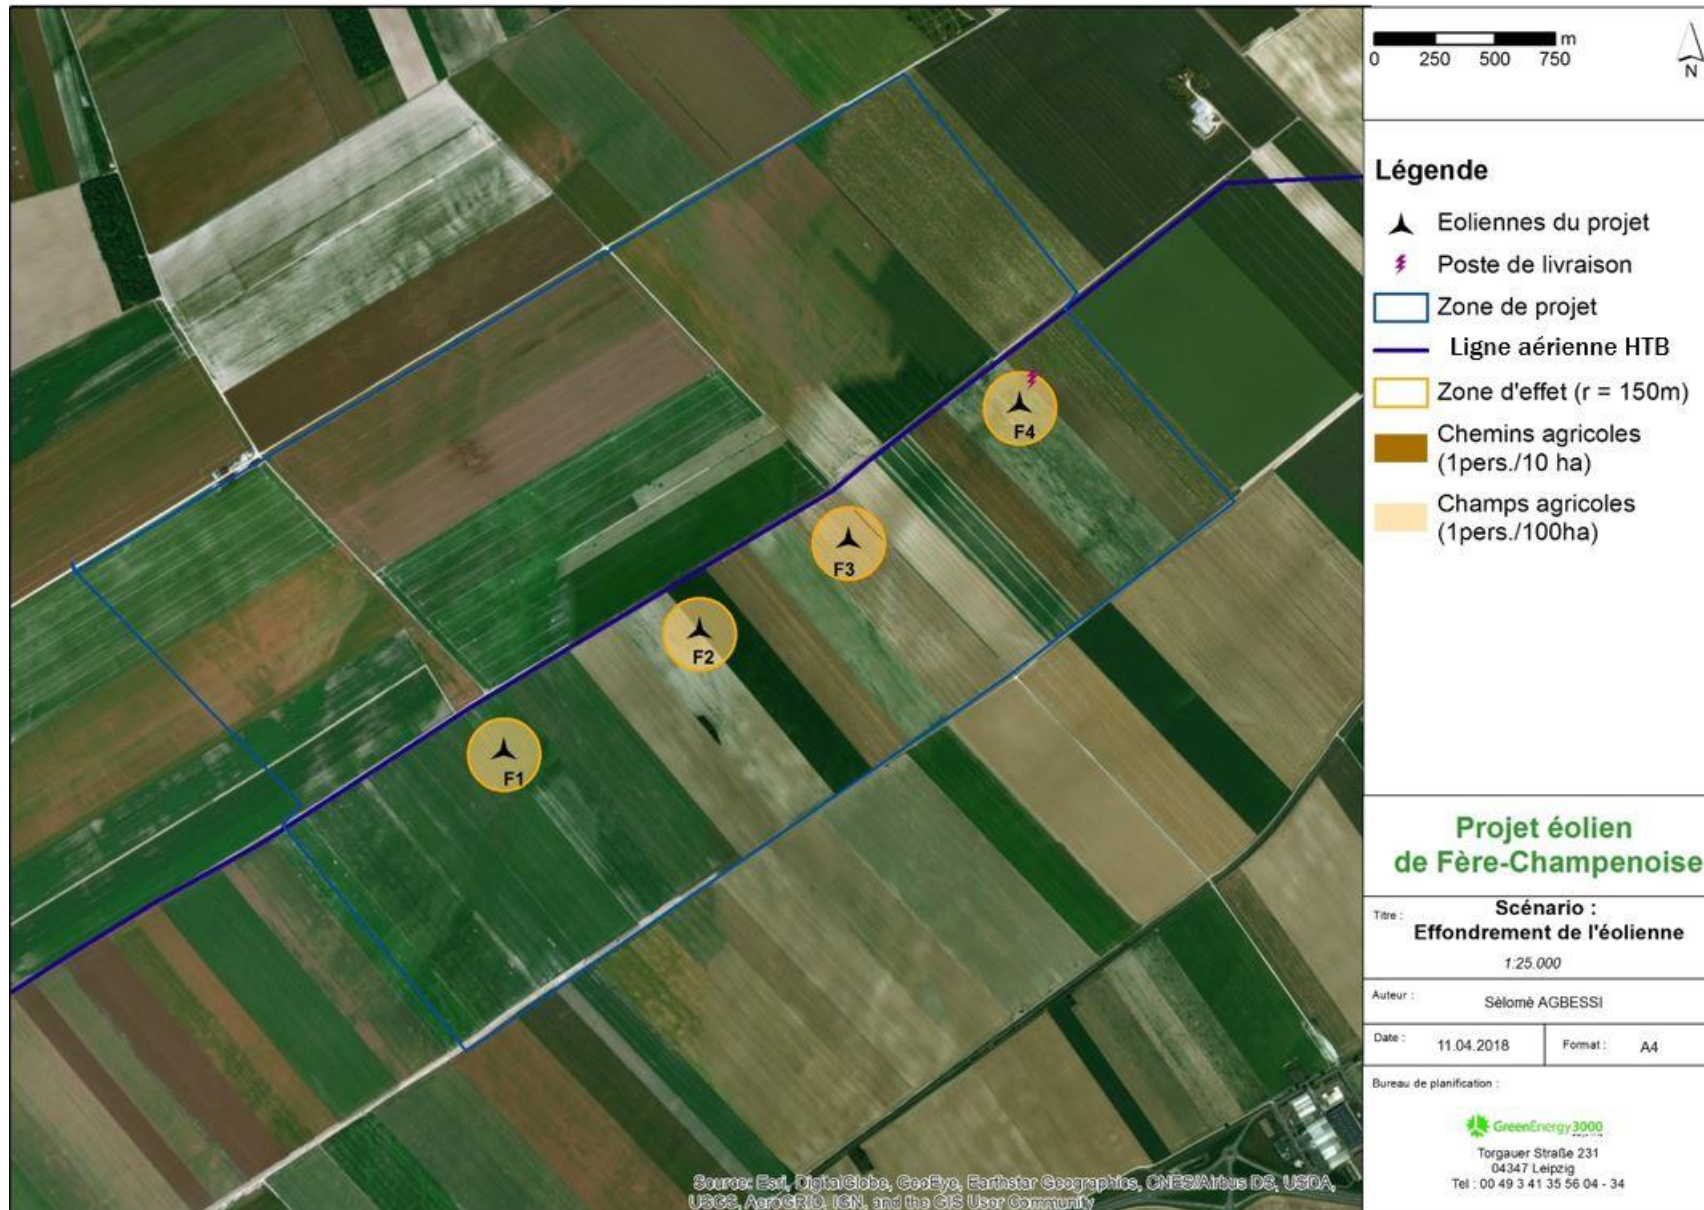 m
0 250 500 750
N
Légende
Eoliennes du projet
Poste de livraison
Zone de projet
Ligne aérienne HTB
Zone d'effet (r = 150m)
Chemins agricoles
(1pers./10 ha)
Champs agricoles
(1pers./100ha)
F4
F3
F2
F1
Projet éolien
de Fère-Champenoise
Titre : Scénario :
Effondrement de l'éolienne
1:25.000
Auteur : Sèlomè AGBESSI
Date : 11.04.2018 Format : A4
Bureau de planification :
GreenEnergy3000
Torgauer Straße 231
04347 Leipzig
Tel : 00 49 3 41 35 56 04 - 34
Source: Esri, DigitalGlobe, GeoEye, Earthstar Geographics, CNES/Airbus DS, USDA,
USGS, AeroGRID, IGN, and the GIS User Community